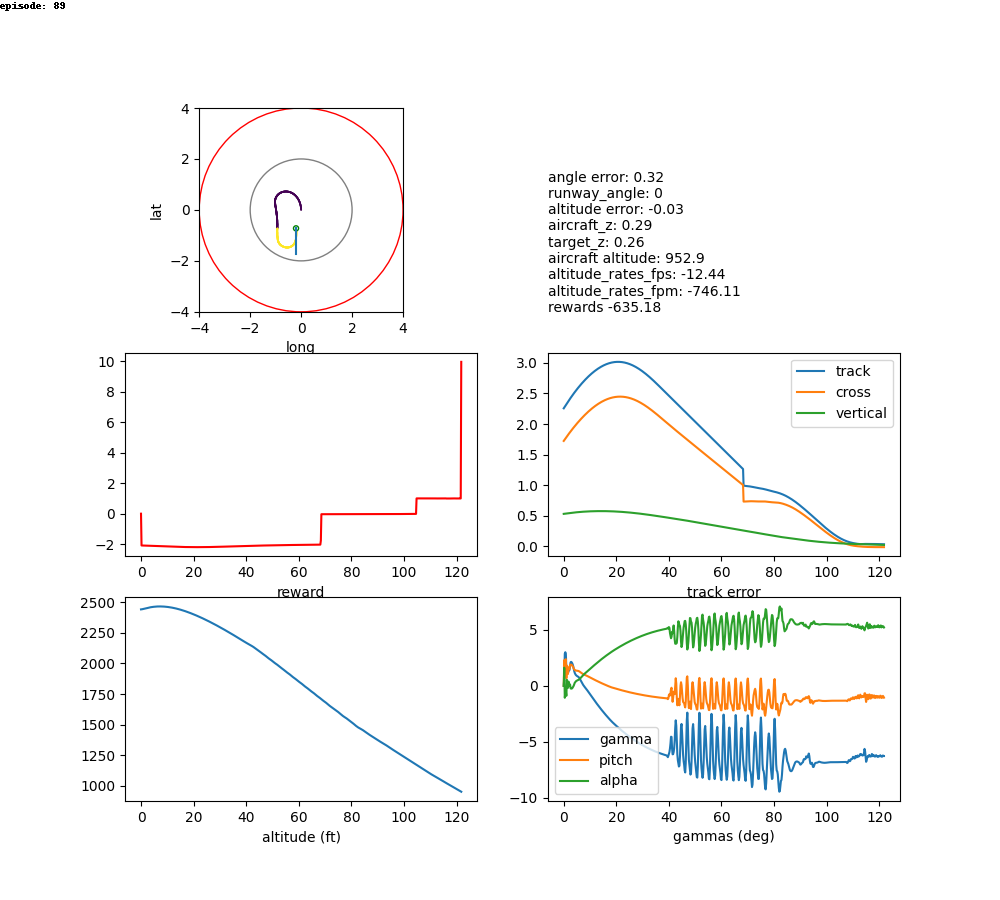 episode: 89
4
2
0
−2
−4
lat
−4 −2 0 2 4
long
angle error: 0.32
runway_angle: 0
altitude error: -0.03
aircraft_z: 0.29
target_z: 0.26
aircraft altitude: 952.9
altitude_rates_fps: -12.44
altitude_rates_fpm: -746.11
rewards -635.18
10
8
6
4
2
0
−2
0 20 40 60 80 100 120
reward
3.0
2.5
2.0
1.5
1.0
0.5
0.0
track
cross
vertical
0 20 40 60 80 100 120
track error
2500
2250
2000
1750
1500
1250
1000
0 20 40 60 80 100 120
altitude (ft)
5
0
−5
−10
gamma
pitch
alpha
0 20 40 60 80 100 120
gammas (deg)